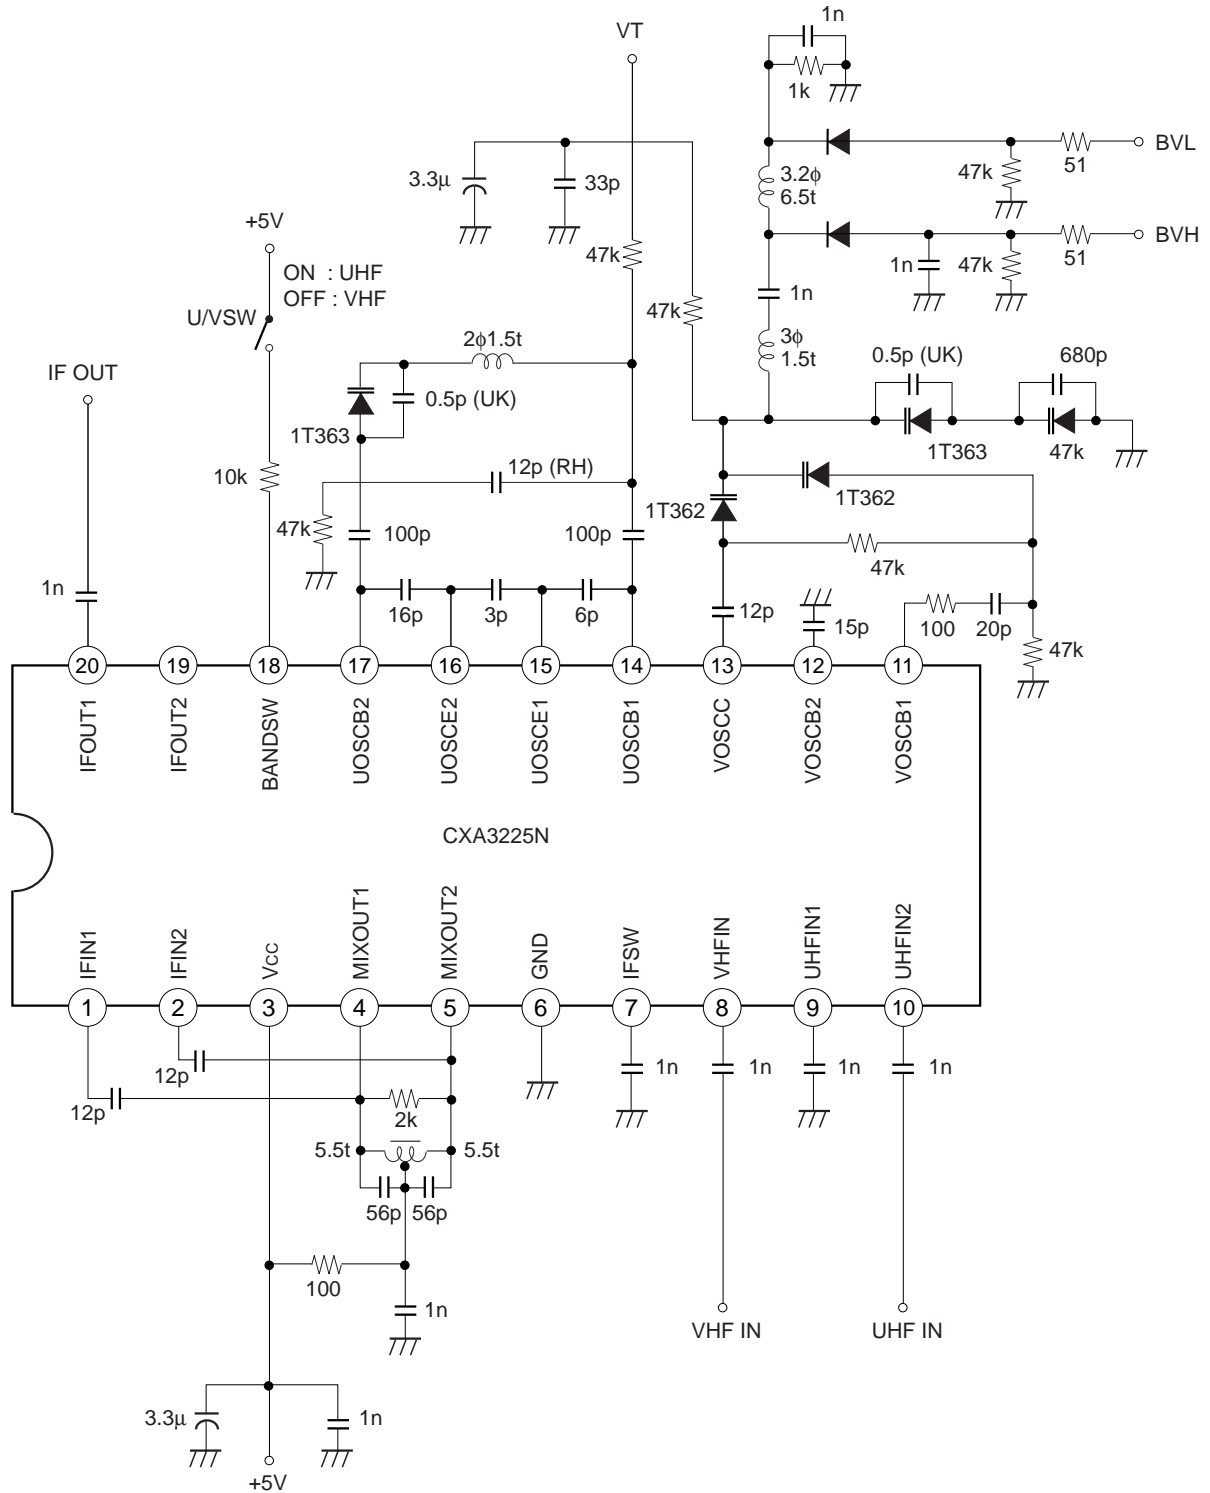 1n
VT
1k
BVL
51
47k
3.2ϕ
6.5t
3.3µ
33p
+5V
BVH
51
47k
1n
47k
ON : UHF
OFF : VHF
1n
U/VSW
47k
3ϕ
1.5t
2ϕ1.5t
0.5p (UK)
680p
IF OUT
0.5p (UK)
1T363
1T363
47k
12p (RH)
10k
1T362
1T362
47k
100p
100p
47k
1n
16p
3p
6p
12p
15p
100
20p
47k
20
19
18
17
16
15
14
13
12
11
IFOUT1
IFOUT2
BANDSW
UOSCB2
UOSCE2
UOSCE1
UOSCB1
VOSCC
VOSCB2
VOSCB1
CXA3225N
IFIN1
IFIN2
Vcc
MIXOUT1
MIXOUT2
GND
IFSW
VHFIN
UHFIN1
UHFIN2
1
2
3
4
5
6
7
8
9
10
12p
1n
1n
1n
1n
12p
2k
5.5t
5.5t
56p
56p
100
1n
VHF IN
UHF IN
3.3µ
1n
+5V